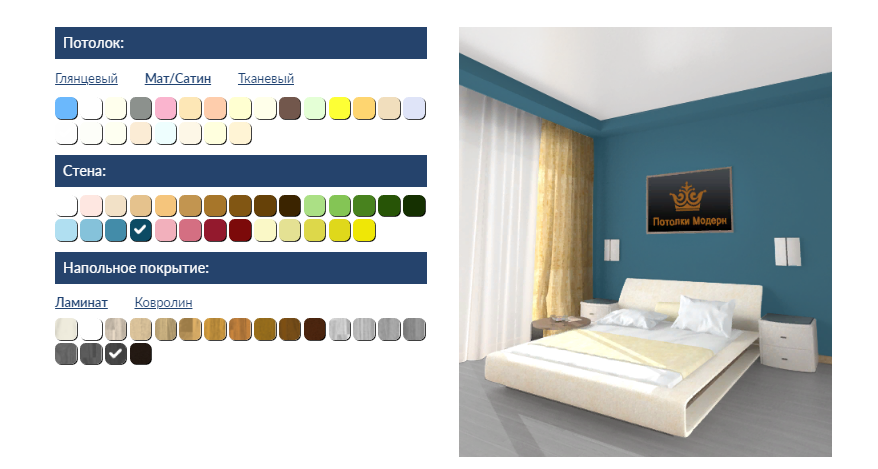 Потолок:
Глянцевый Мат/Сатин Тканевый
Стена:
Напольное покрытие:
Ламинат Ковролин
Потолки Модерн